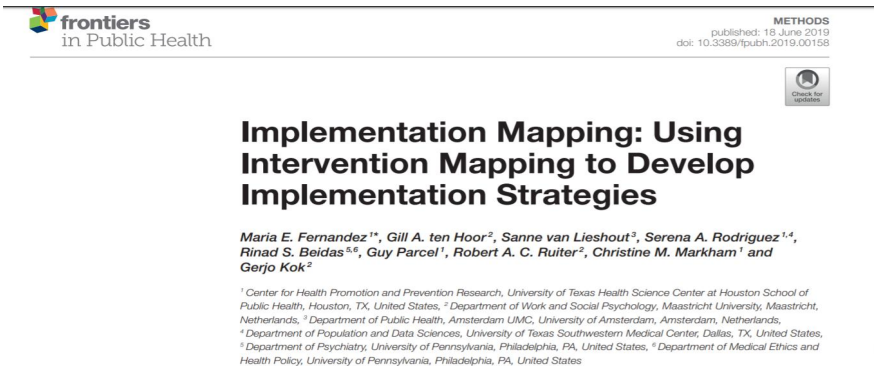 frontiers
in Public Health
METHODS
published: 18 June 2019
doi: 10.3389/fpubh.2019.00158
Check for
updates
Implementation Mapping: Using
Intervention Mapping to Develop
Implementation Strategies
Maria E. Fernandez 1*, Gill A. ten Hoor 2, Sanne van Lieshout 3, Serena A. Rodriguez 1,4,
Rinad S. Beidas 5,6, Guy Parcel 1, Robert A. C. Ruiter 2, Christine M. Markham 1 and
Gerjo Kok 2
1 Center for Health Promotion and Prevention Research, University of Texas Health Science Center at Houston School of
Public Health, Houston, TX, United States, 2 Department of Work and Social Psychology, Maastricht University, Maastricht,
Netherlands, 3 Department of Public Health, Amsterdam UMC, University of Amsterdam, Amsterdam, Netherlands,
4 Department of Population and Data Sciences, University of Texas Southwestern Medical Center, Dallas, TX, United States,
5 Department of Psychiatry, University of Pennsylvania, Philadelphia, PA, United States, 6 Department of Medical Ethics and
Health Policy, University of Pennsylvania, Philadelphia, PA, United States